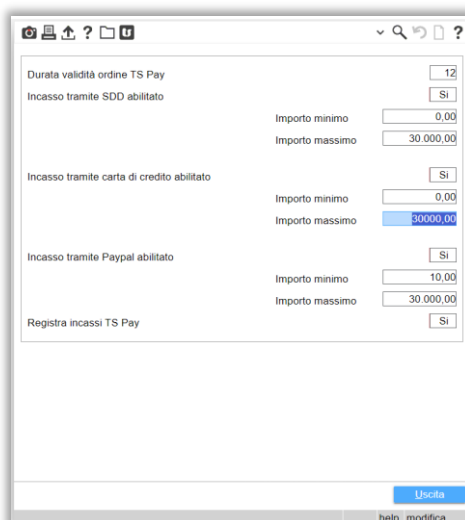 Durata validità ordine TS Pay 12
Incasso tramite SDD abilitato Si
Importo minimo 0,00
Importo massimo 30.000,00
Incasso tramite carta di credito abilitato Si
Importo minimo 0,00
Importo massimo 30000,00
Incasso tramite Paypal abilitato Si
Importo minimo 10,00
Importo massimo 30.000,00
Registra incassi TS Pay Si
Uscita
help modifica